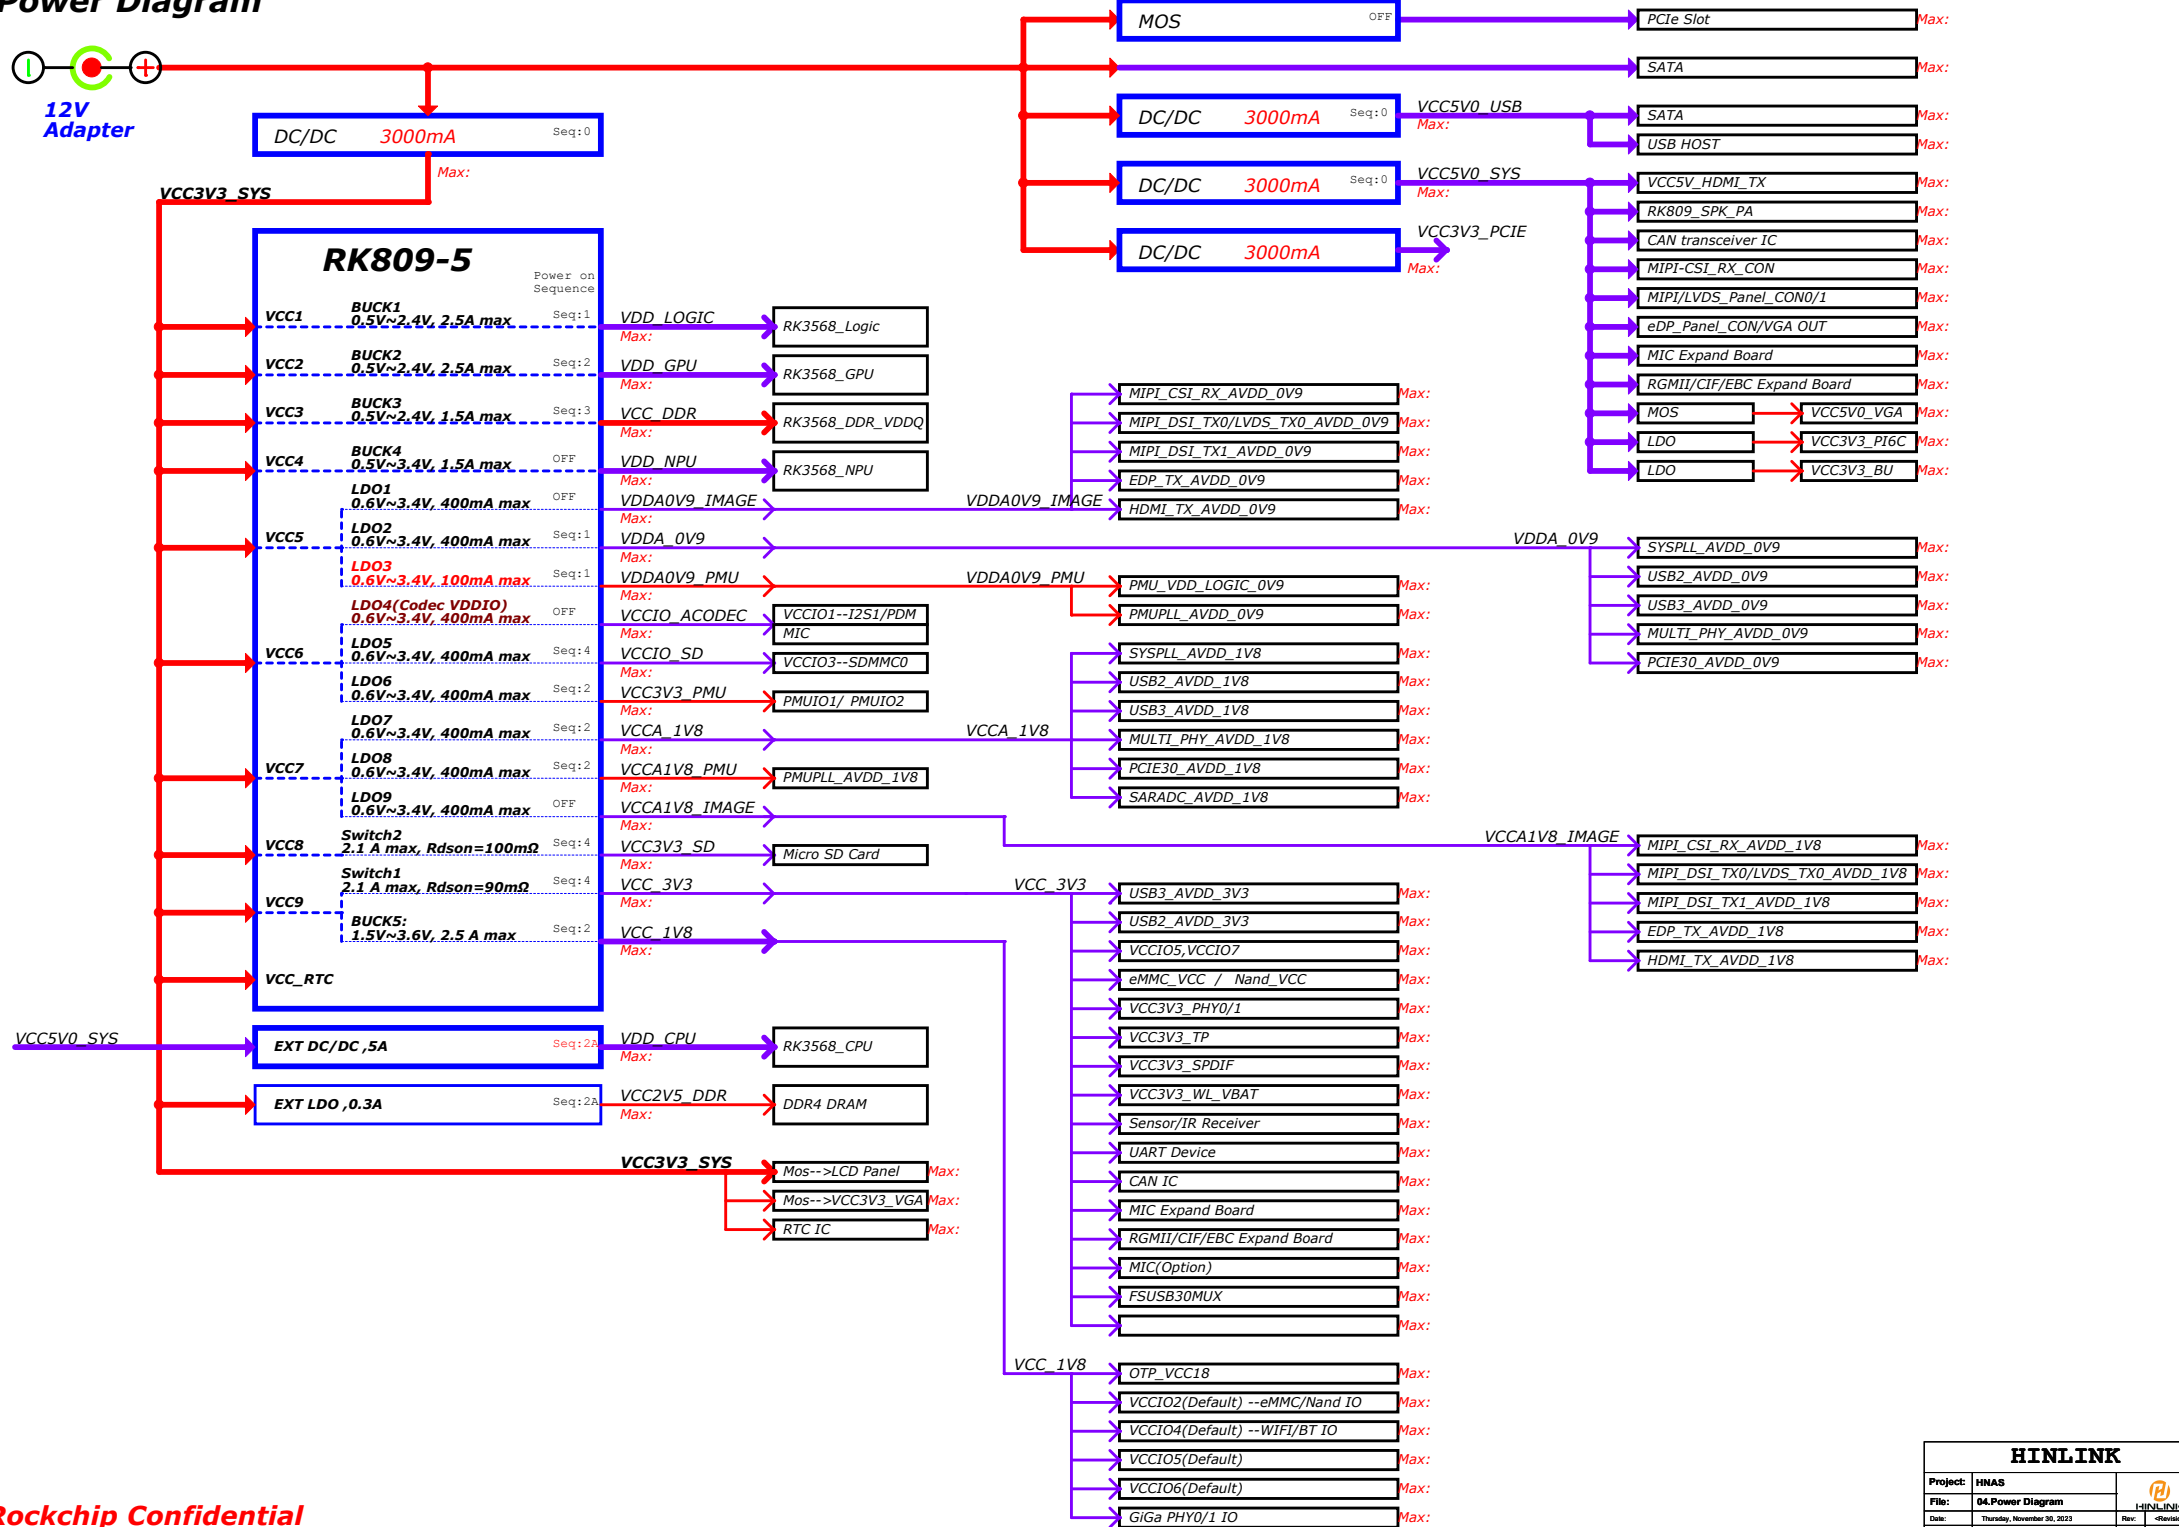 Power Diagram
12V
Adapter
DC/DC 3000mA Seq:0
Max:
VCC3V3_SYS
MOS OFF
PCIe Slot Max:
SATA Max:
DC/DC 3000mA Seq:0
VCC5V0_USB
Max:
SATA Max:
USB HOST Max:
DC/DC 3000mA Seq:0
VCC5V0_SYS
Max:
VCC5V_HDMI_TX Max:
RK809_SPK_PA Max:
CAN transceiver IC Max:
MIPI-CSI_RX_CON Max:
MIPI/LVDS_Panel_CON0/1 Max:
eDP_Panel_CON/VGA OUT Max:
MIC Expand Board Max:
RGMII/CIF/EBC Expand Board Max:
MOS VCC5V0_VGA Max:
LDO VCC3V3_PI6C Max:
LDO VCC3V3_BU Max:
DC/DC 3000mA
VCC3V3_PCIE
Max:
RK809-5
Power on
Sequence
VCC1
BUCK1
0.5V~2.4V, 2.5A max Seq:1
VDD_LOGIC
Max:
RK3568_Logic
VCC2
BUCK2
0.5V~2.4V, 2.5A max Seq:2
VDD_GPU
Max:
RK3568_GPU
VCC3
BUCK3
0.5V~2.4V, 1.5A max Seq:3
VCC_DDR
Max:
RK3568_DDR_VDDQ
VCC4
BUCK4
0.5V~3.4V, 1.5A max OFF
VDD_NPU
Max:
RK3568_NPU
VCC5
LDO1
0.6V~3.4V, 400mA max OFF
VDDA0V9_IMAGE
Max:
VDDA0V9_IMAGE
MIPI_CSI_RX_AVDD_0V9 Max:
MIPI_DSI_TX0/LVDS_TX0_AVDD_0V9 Max:
MIPI_DSI_TX1_AVDD_0V9 Max:
EDP_TX_AVDD_0V9 Max:
HDMI_TX_AVDD_0V9 Max:
LDO2
0.6V~3.4V, 400mA max Seq:1
VDDA_0V9
Max:
VDDA_0V9
SYSPLL_AVDD_0V9 Max:
USB2_AVDD_0V9 Max:
USB3_AVDD_0V9 Max:
MULTI_PHY_AVDD_0V9 Max:
PCIE30_AVDD_0V9 Max:
LDO3
0.6V~3.4V, 100mA max Seq:1
VDDA0V9_PMU
Max:
VDDA0V9_PMU
PMU_VDD_LOGIC_0V9 Max:
PMUPLL_AVDD_0V9 Max:
VCC6
LDO4(Codec VDDIO)
0.6V~3.4V, 400mA max OFF
VCCIO_ACODEC
Max:
VCCIO1--I2S1/PDM
MIC
LDO5
0.6V~3.4V, 400mA max Seq:4
VCCIO_SD
Max:
VCCIO3--SDMMC0
LDO6
0.6V~3.4V, 400mA max Seq:2
VCC3V3_PMU
Max:
PMUIO1/ PMUIO2
VCC7
LDO7
0.6V~3.4V, 400mA max Seq:2
VCCA_1V8
Max:
VCCA_1V8
SYSPLL_AVDD_1V8 Max:
USB2_AVDD_1V8 Max:
USB3_AVDD_1V8 Max:
MULTI_PHY_AVDD_1V8 Max:
PCIE30_AVDD_1V8 Max:
SARADC_AVDD_1V8 Max:
LDO8
0.6V~3.4V, 400mA max Seq:2
VCCA1V8_PMU
Max:
PMUPLL_AVDD_1V8
LDO9
0.6V~3.4V, 400mA max OFF
VCCA1V8_IMAGE
Max:
VCCA1V8_IMAGE
MIPI_CSI_RX_AVDD_1V8 Max:
MIPI_DSI_TX0/LVDS_TX0_AVDD_1V8 Max:
MIPI_DSI_TX1_AVDD_1V8 Max:
EDP_TX_AVDD_1V8 Max:
HDMI_TX_AVDD_1V8 Max:
VCC8
Switch2
2.1 A max, Rdson=100mΩ Seq:4
VCC3V3_SD
Max:
Micro SD Card
VCC9
Switch1
2.1 A max, Rdson=90mΩ Seq:4
VCC_3V3
Max:
VCC_3V3
USB3_AVDD_3V3 Max:
USB2_AVDD_3V3 Max:
VCCIO5,VCCIO7 Max:
eMMC_VCC / Nand_VCC Max:
VCC3V3_PHY0/1 Max:
VCC3V3_TP Max:
VCC3V3_SPDIF Max:
VCC3V3_WL_VBAT Max:
Sensor/IR Receiver Max:
UART Device Max:
CAN IC Max:
MIC Expand Board Max:
RGMII/CIF/EBC Expand Board Max:
MIC(Option) Max:
FSUSB30MUX Max:
Max:
BUCK5:
1.5V~3.6V, 2.5 A max Seq:2
VCC_1V8
Max:
VCC_RTC
VCC5V0_SYS
EXT DC/DC ,5A Seq:2A
VDD_CPU
Max:
RK3568_CPU
EXT LDO ,0.3A Seq:2A
VCC2V5_DDR
Max:
DDR4 DRAM
VCC3V3_SYS
Mos-->LCD Panel Max:
Mos-->VCC3V3_VGA Max:
RTC IC Max:
VCC_1V8
OTP_VCC18 Max:
VCCIO2(Default) --eMMC/Nand IO Max:
VCCIO4(Default) --WIFI/BT IO Max:
VCCIO5(Default) Max:
VCCIO6(Default) Max:
GiGa PHY0/1 IO Max:
Rockchip Confidential
HINLINK
Project: HNAS
File: 04.Power Diagram
HINLINK
Date: Thursday, November 30, 2023 Rev: